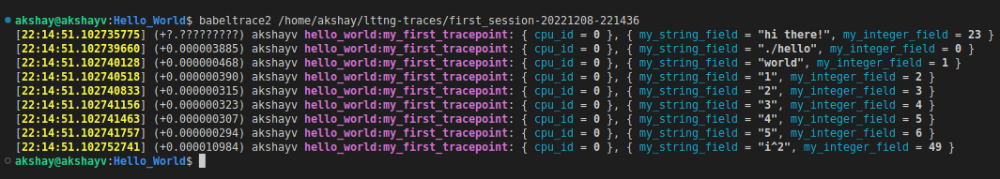 akshay@akshayv:Hello_World$ babeltrace2 /home/akshay/lttng-traces/first_session-20221208-221436
[22:14:51.102735775] (+?.?????????) akshayv hello_world:my_first_tracepoint: { cpu_id = 0 }, { my_string_field = "hi there!", my_integer_field = 23 }
[22:14:51.102739660] (+0.000003885) akshayv hello_world:my_first_tracepoint: { cpu_id = 0 }, { my_string_field = "./hello", my_integer_field = 0 }
[22:14:51.102740128] (+0.000000468) akshayv hello_world:my_first_tracepoint: { cpu_id = 0 }, { my_string_field = "world", my_integer_field = 1 }
[22:14:51.102740518] (+0.000000390) akshayv hello_world:my_first_tracepoint: { cpu_id = 0 }, { my_string_field = "1", my_integer_field = 2 }
[22:14:51.102740833] (+0.000000315) akshayv hello_world:my_first_tracepoint: { cpu_id = 0 }, { my_string_field = "2", my_integer_field = 3 }
[22:14:51.102741156] (+0.000000323) akshayv hello_world:my_first_tracepoint: { cpu_id = 0 }, { my_string_field = "3", my_integer_field = 4 }
[22:14:51.102741463] (+0.000000307) akshayv hello_world:my_first_tracepoint: { cpu_id = 0 }, { my_string_field = "4", my_integer_field = 5 }
[22:14:51.102741757] (+0.000000294) akshayv hello_world:my_first_tracepoint: { cpu_id = 0 }, { my_string_field = "5", my_integer_field = 6 }
[22:14:51.102752741] (+0.000010984) akshayv hello_world:my_first_tracepoint: { cpu_id = 0 }, { my_string_field = "i^2", my_integer_field = 49 }
akshay@akshayv:Hello_World$